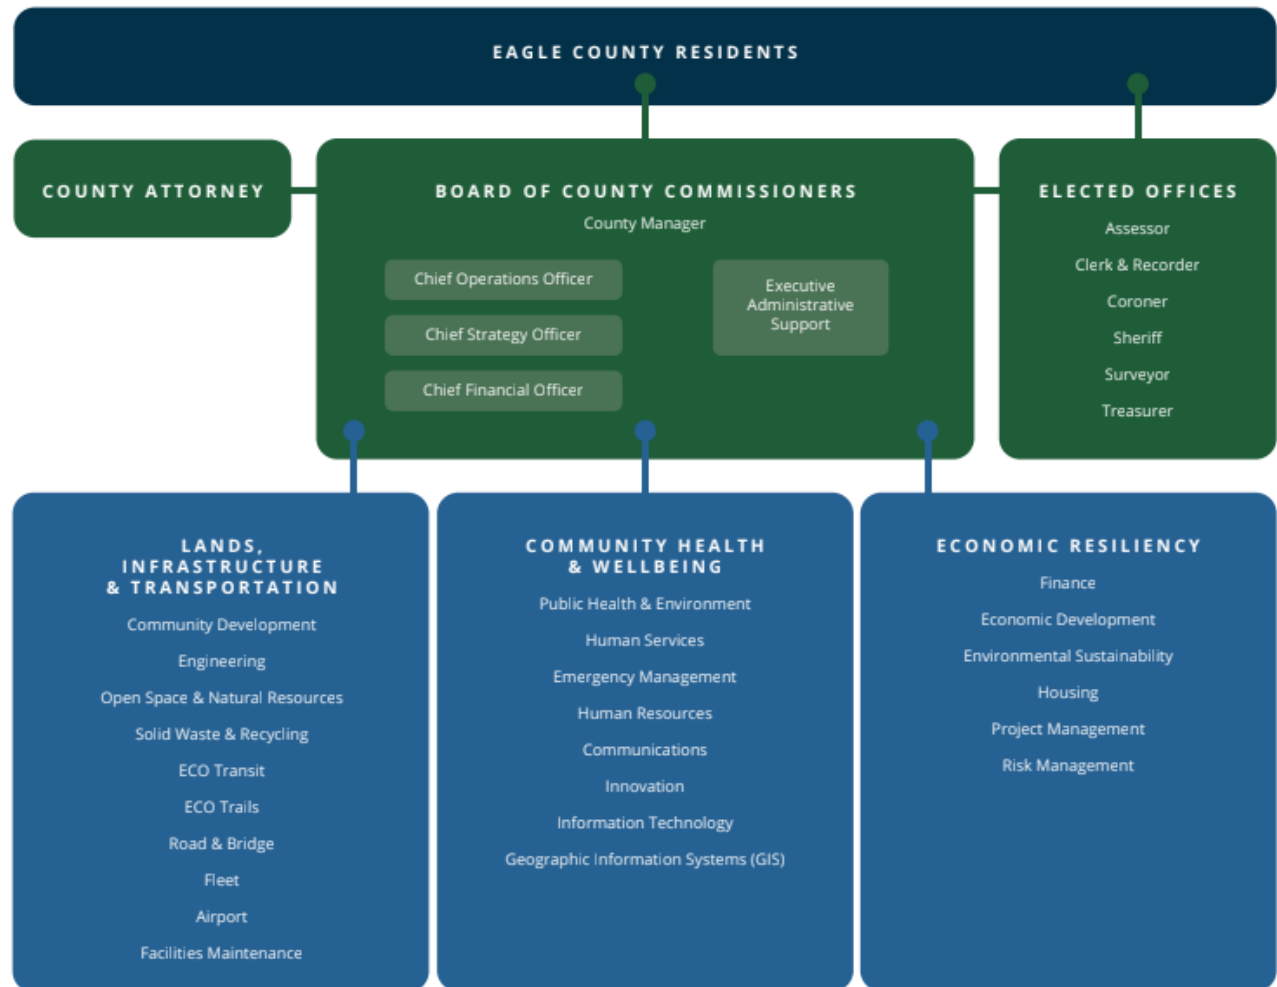 EAGLE COUNTY RESIDENTS
COUNTY ATTORNEY
BOARD OF COUNTY COMMISSIONERS
County Manager
Chief Operations Officer
Chief Strategy Officer
Chief Financial Officer
Executive
Administrative
Support
ELECTED OFFICES
Assessor
Clerk & Recorder
Coroner
Sheriff
Surveyor
Treasurer
LANDS,
INFRASTRUCTURE
& TRANSPORTATION
Community Development
Engineering
Open Space & Natural Resources
Solid Waste & Recycling
ECO Transit
ECO Trails
Road & Bridge
Fleet
Airport
Facilities Maintenance
COMMUNITY HEALTH
& WELLBEING
Public Health & Environment
Human Services
Emergency Management
Human Resources
Communications
Innovation
Information Technology
Geographic Information Systems (GIS)
ECONOMIC RESILIENCY
Finance
Economic Development
Environmental Sustainability
Housing
Project Management
Risk Management